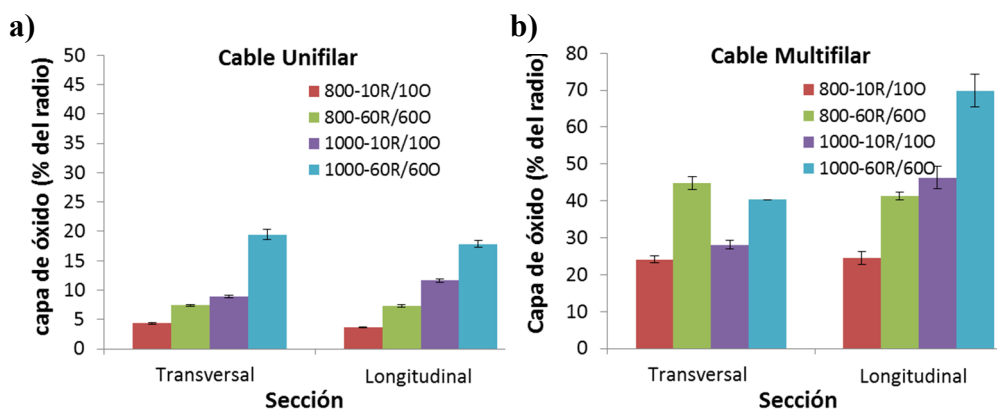 a)
Cable Unifilar
capa de óxido (% del radio)
50
45
40
35
30
25
20
15
10
5
0
800-10R/10O
800-60R/60O
1000-10R/10O
1000-60R/60O
Transversal
Longitudinal
Sección
b)
Cable Multifilar
Capa de óxido (% del radio)
80
70
60
50
40
30
20
10
0
800-10R/10O
800-60R/60O
1000-10R/10O
1000-60R/60O
Transversal
Longitudinal
Sección